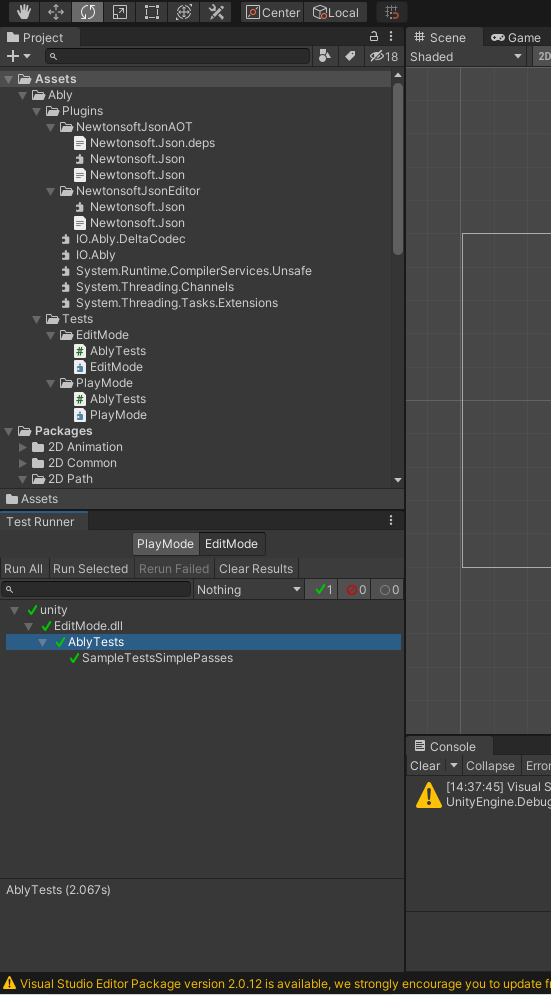 Center Local
Project
18
Assets
Ably
Plugins
NewtonsoftJsonAOT
Newtonsoft.Json.deps
Newtonsoft.Json
Newtonsoft.Json
NewtonsoftJsonEditor
Newtonsoft.Json
Newtonsoft.Json
IO.Ably.DeltaCodec
IO.Ably
System.Runtime.CompilerServices.Unsafe
System.Threading.Channels
System.Threading.Tasks.Extensions
Tests
EditMode
AblyTests
EditMode
PlayMode
AblyTests
PlayMode
Packages
2D Animation
2D Common
2D Path
Assets
Scene Game
Shaded 2D
Test Runner
PlayMode EditMode
Run All Run Selected Rerun Failed Clear Results
Nothing 1 0 0
unity
EditMode.dll
AblyTests
SampleTestsSimplePasses
AblyTests (2.067s)
Console
Clear Collapse Error
[14:37:45] Visual S
UnityEngine.Debug
Visual Studio Editor Package version 2.0.12 is available, we strongly encourage you to update fr